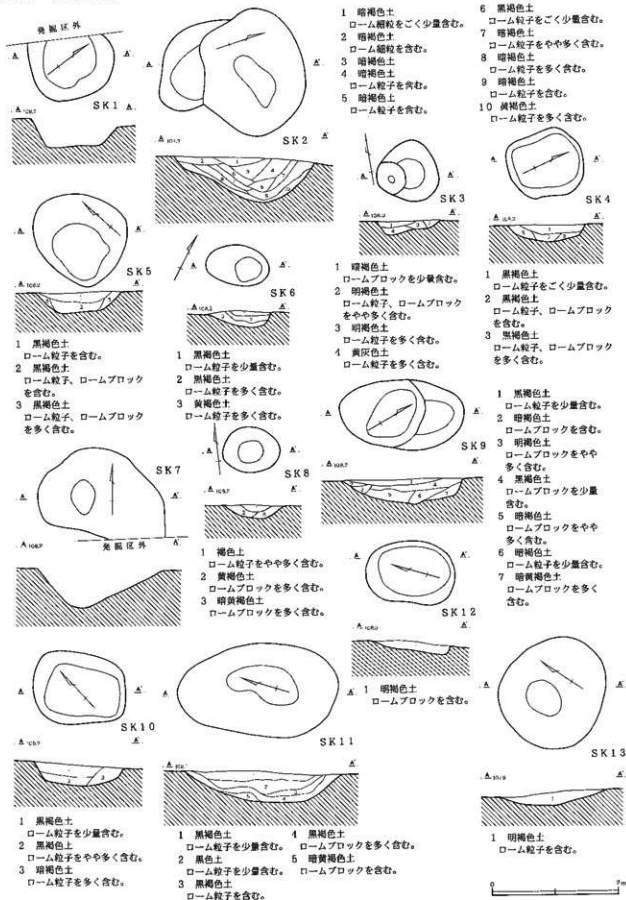 発掘区外
SK1
SK2
1 暗褐色土
ローム細粒をごく少量含む。
2 暗褐色土
ローム細粒を含む。
3 暗褐色土
4 暗褐色土
ローム粒子を含む。
5 暗褐色土
ローム粒子を含む。
6 黒褐色土
ローム粒子をごく少量含む。
7 暗褐色土
ローム粒子をやや多く含む。
8 暗褐色土
ローム粒子を多く含む。
9 暗褐色土
ローム粒子を含む。
10 黄褐色土
ローム粒子を多く含む。
SK3
1 暗褐色土
ロームブロックを少量含む。
2 明褐色土
ローム粒子、ロームブロック
をやや多く含む。
3 明褐色土
ローム粒子を多く含む。
4 黄灰色土
ローム粒子を多く含む。
SK4
1 黒褐色土
ローム粒子をごく少量含む。
2 黒褐色土
ローム粒子、ロームブロック
を含む。
3 黒褐色土
ローム粒子、ロームブロック
を多く含む。
SK5
1 黒褐色土
ローム粒子を含む。
2 黒褐色土
ローム粒子、ロームブロック
を含む。
3 黒褐色土
ローム粒子、ロームブロック
を多く含む。
SK6
1 黒褐色土
ローム粒子を少量含む。
2 黒褐色土
ローム粒子を多く含む。
3 黄褐色土
ローム粒子を多く含む。
SK7
発掘区外
SK8
1 褐色土
ローム粒子をやや多く含む。
2 黄褐色土
ロームブロックを多く含む。
3 暗黄褐色土
ロームブロックを多く含む。
SK9
1 黒褐色土
ローム粒子を少量含む。
2 暗褐色土
ロームブロックを含む。
3 明褐色土
ロームブロックをやや
多く含む。
4 黒褐色土
ロームブロックを少量
含む。
5 暗褐色土
ロームブロックをやや
多く含む。
6 暗褐色土
ローム粒子を少量含む。
7 暗黄褐色土
ロームブロックを多く
含む。
SK10
1 黒褐色土
ローム粒子を少量含む。
2 黒褐色土
ローム粒子をやや多く含む。
3 暗褐色土
ローム粒子を多く含む。
SK11
1 黒褐色土
ローム粒子を少量含む。
2 黒色土
ローム粒子を少量含む。
3 黒褐色土
ローム粒子を含む。
4 黒褐色土
ロームブロックを多く含む。
5 暗黄褐色土
ロームブロックを含む。
SK12
1 明褐色土
ロームブロックを含む。
SK13
1 明褐色土
ローム粒子を含む。